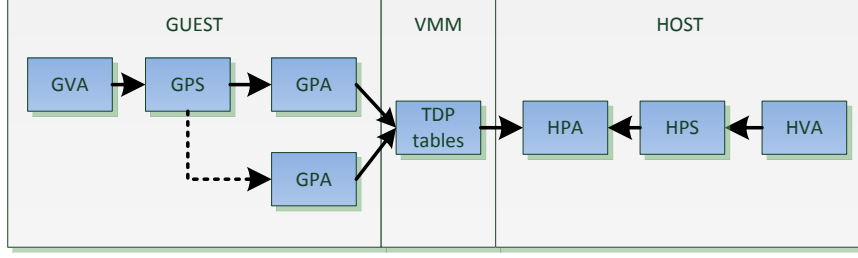 GUEST
VMM
HOST
GVA
GPS
GPA
TDP
tables
HPA
HPS
HVA
GPA